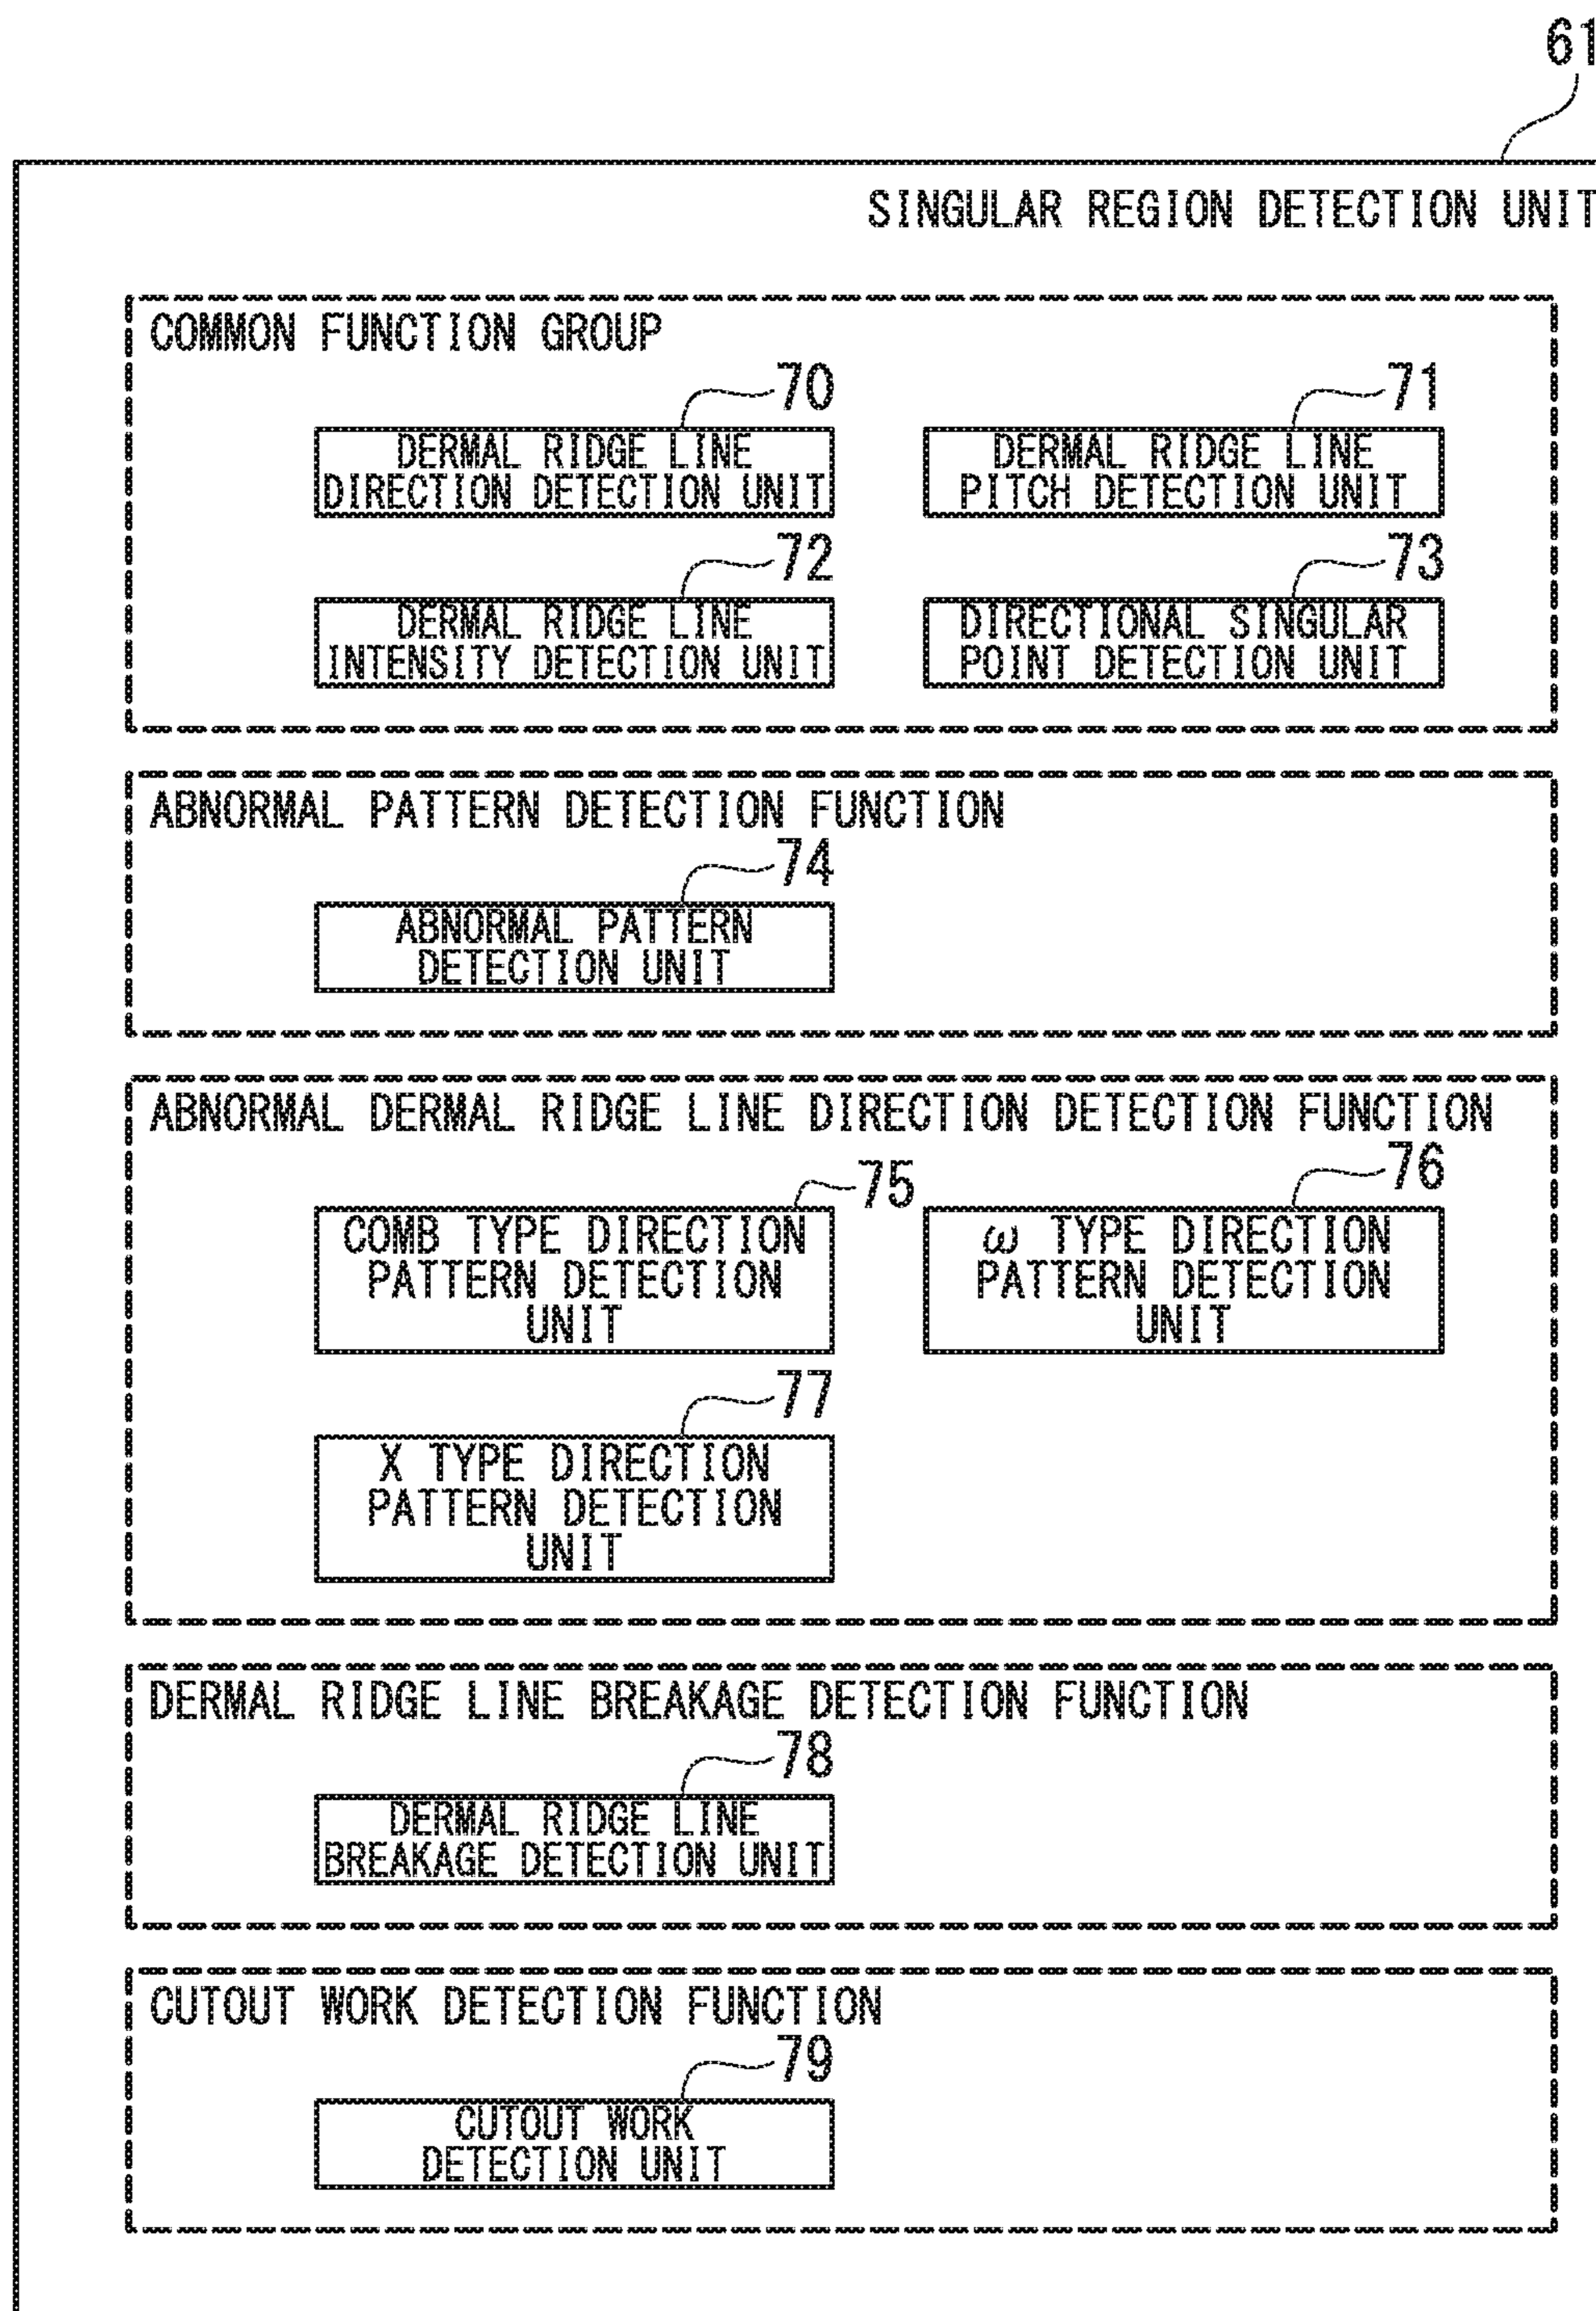 61
SINGULAR REGION DETECTION UNIT
COMMON FUNCTION GROUP
70
DERMAL RIDGE LINE
DIRECTION DETECTION UNIT
71
DERMAL RIDGE LINE
PITCH DETECTION UNIT
72
DERMAL RIDGE LINE
INTENSITY DETECTION UNIT
73
DIRECTIONAL SINGULAR
POINT DETECTION UNIT
ABNORMAL PATTERN DETECTION FUNCTION
74
ABNORMAL PATTERN
DETECTION UNIT
ABNORMAL DERMAL RIDGE LINE DIRECTION DETECTION FUNCTION
75
COMB TYPE DIRECTION
PATTERN DETECTION
UNIT
76
ω TYPE DIRECTION
PATTERN DETECTION
UNIT
77
X TYPE DIRECTION
PATTERN DETECTION
UNIT
DERMAL RIDGE LINE BREAKAGE DETECTION FUNCTION
78
DERMAL RIDGE LINE
BREAKAGE DETECTION UNIT
CUTOUT WORK DETECTION FUNCTION
79
CUTOUT WORK
DETECTION UNIT